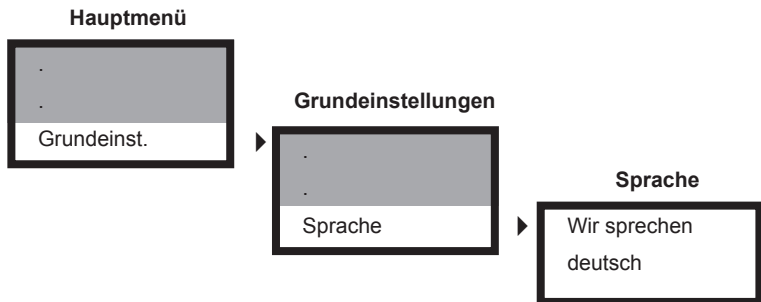 Hauptmenü
.
.
Grundeinst.
Grundeinstellungen
.
.
Sprache
Sprache
Wir sprechen
deutsch